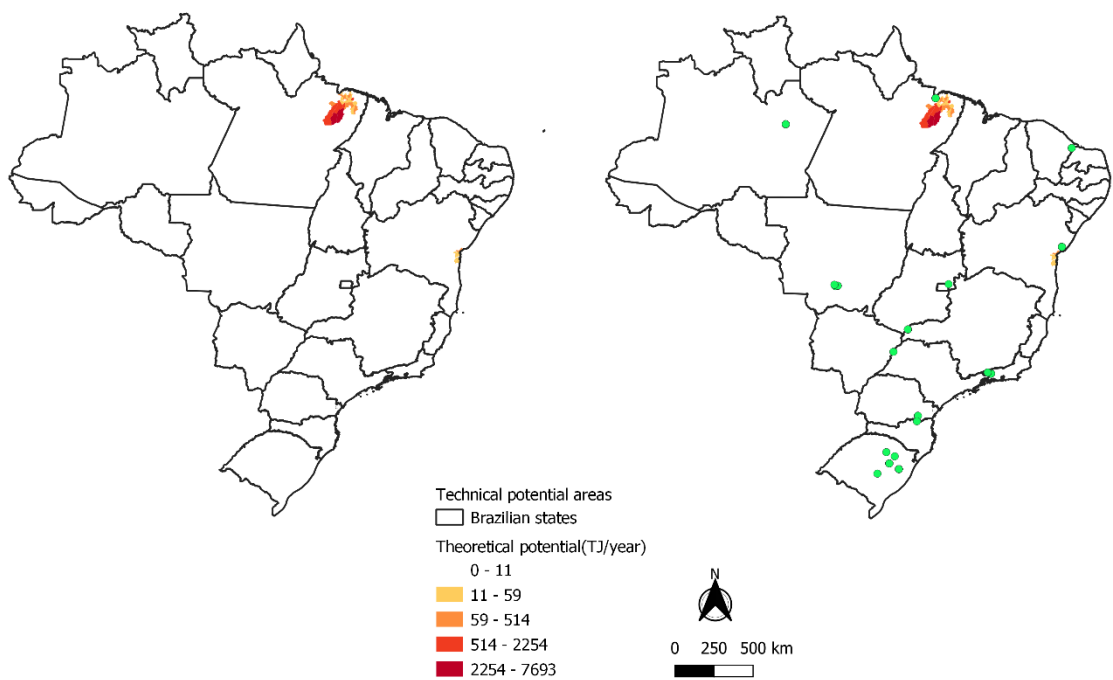 Technical potential areas
Brazilian states
Theoretical potential(TJ/year)
0 - 11
11 - 59
59 - 514
514 - 2254
2254 - 7693
N
0 250 500 km